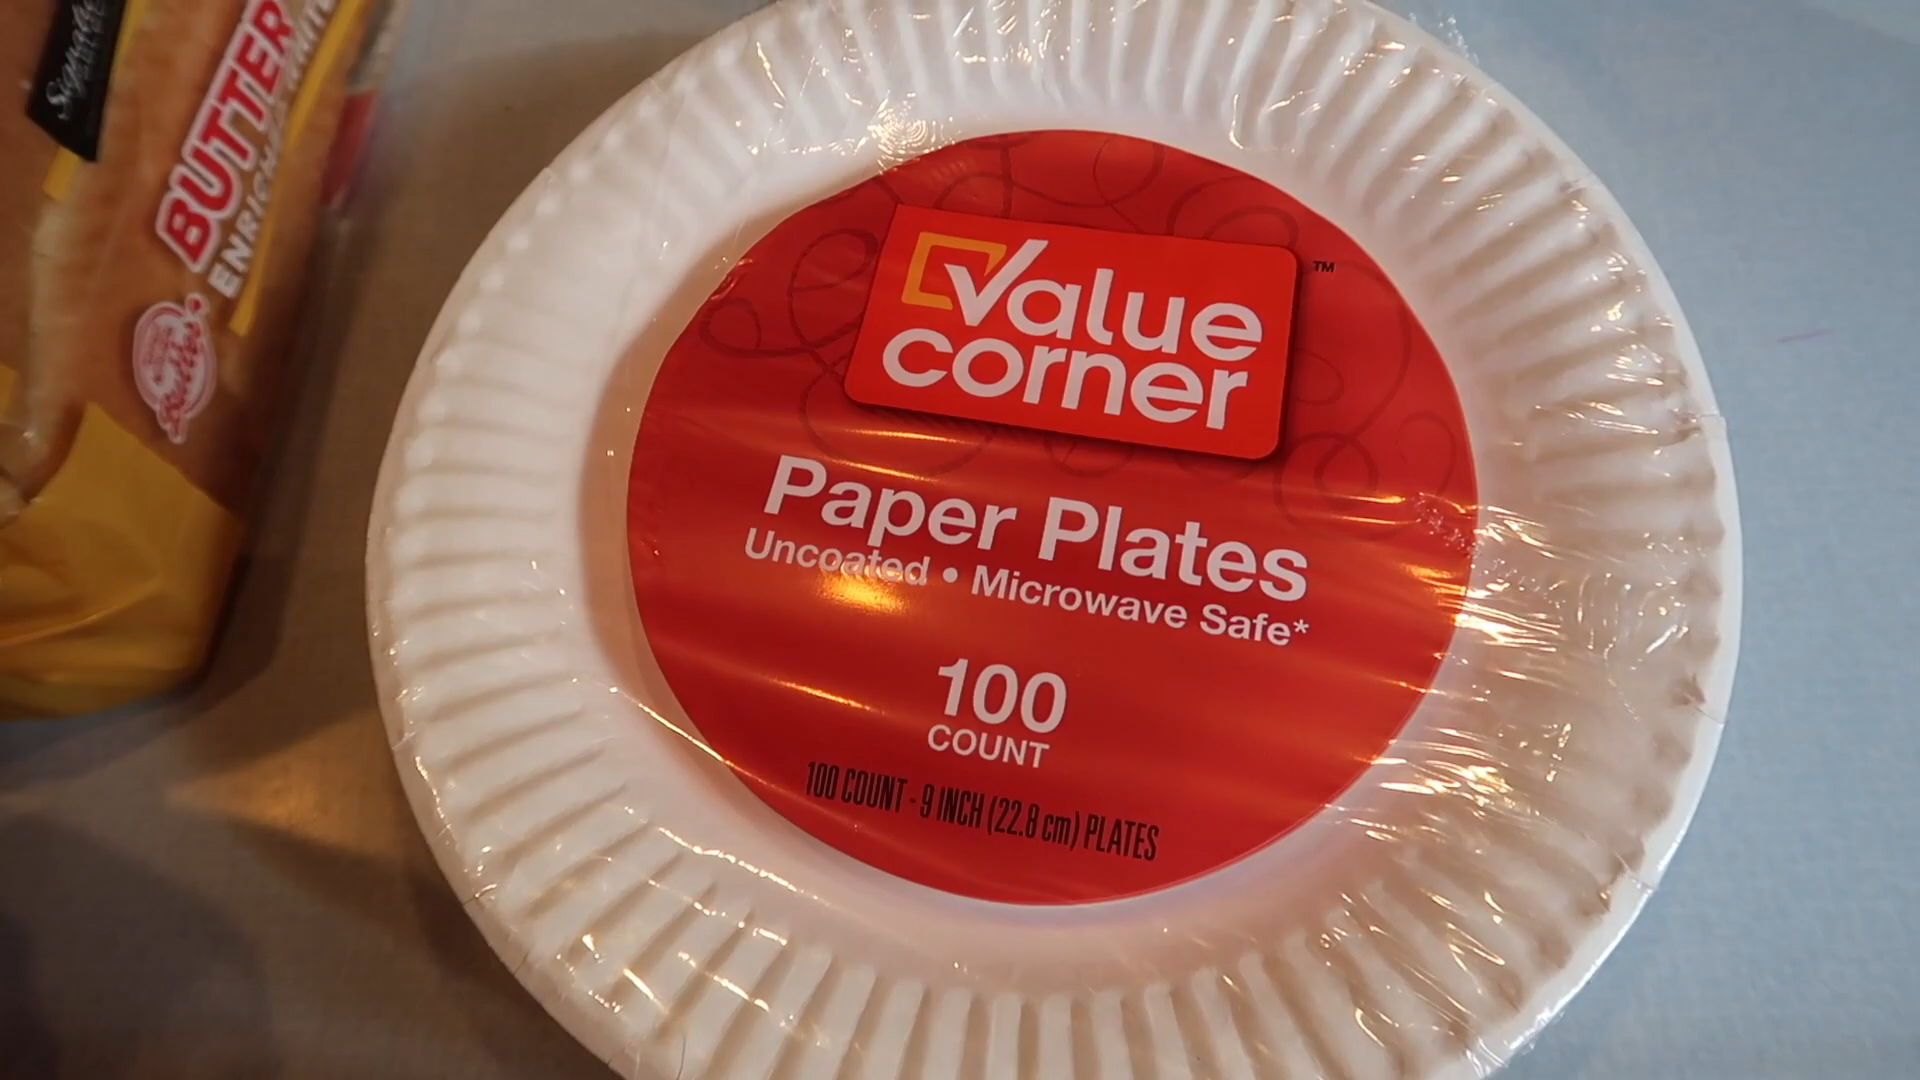 BUTTER
Value
corner
TM
Paper Plates
Uncoated • Microwave Safe*
100
COUNT
100 COUNT - 9 INCH (22.8 cm) PLATES